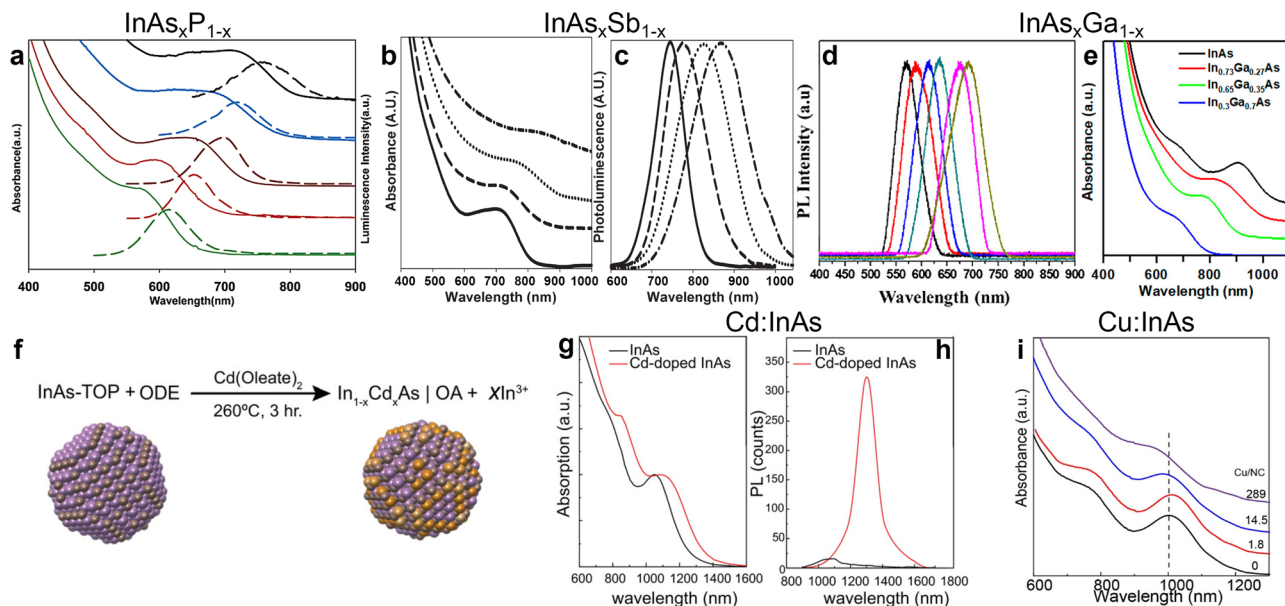 InAsxP1-x
InAsxSb1-x
InAsxGa1-x
a
Absorbance(a.u.)
Luminescence Intensity(a.u.)
400 500 600 700 800 900
Wavelength(nm)
b
Absorbance (A.U.)
400 500 600 700 800 900 1000
Wavelength (nm)
c
Photoluminescence (A.U.)
600 700 800 900 1000
Wavelength (nm)
d
PL Intensity (a.u.)
400 450 500 550 600 650 700 750 800 850 900
Wavelength (nm)
e
InAs
In0.73Ga0.27As
In0.65Ga0.35As
In0.3Ga0.7As
Absorbance (a.u.)
400 600 800 1000
Wavelength (nm)
Cd:InAs
Cu:InAs
f
InAs-TOP + ODE
Cd(Oleate)2
260ºC, 3 hr.
In1-xCdxAs | OA + XIn3+
g
InAs
Cd-doped InAs
Absorption (a.u.)
600 800 1000 1200 1400 1600
wavelength (nm)
h
InAs
Cd-doped InAs
PL (counts)
350
300
250
200
150
100
50
0
800 1000 1200 1400 1600 1800
wavelength (nm)
i
Absorbance (a.u.)
Cu/NC
289
14.5
1.8
0
600 800 1000 1200
Wavelength (nm)